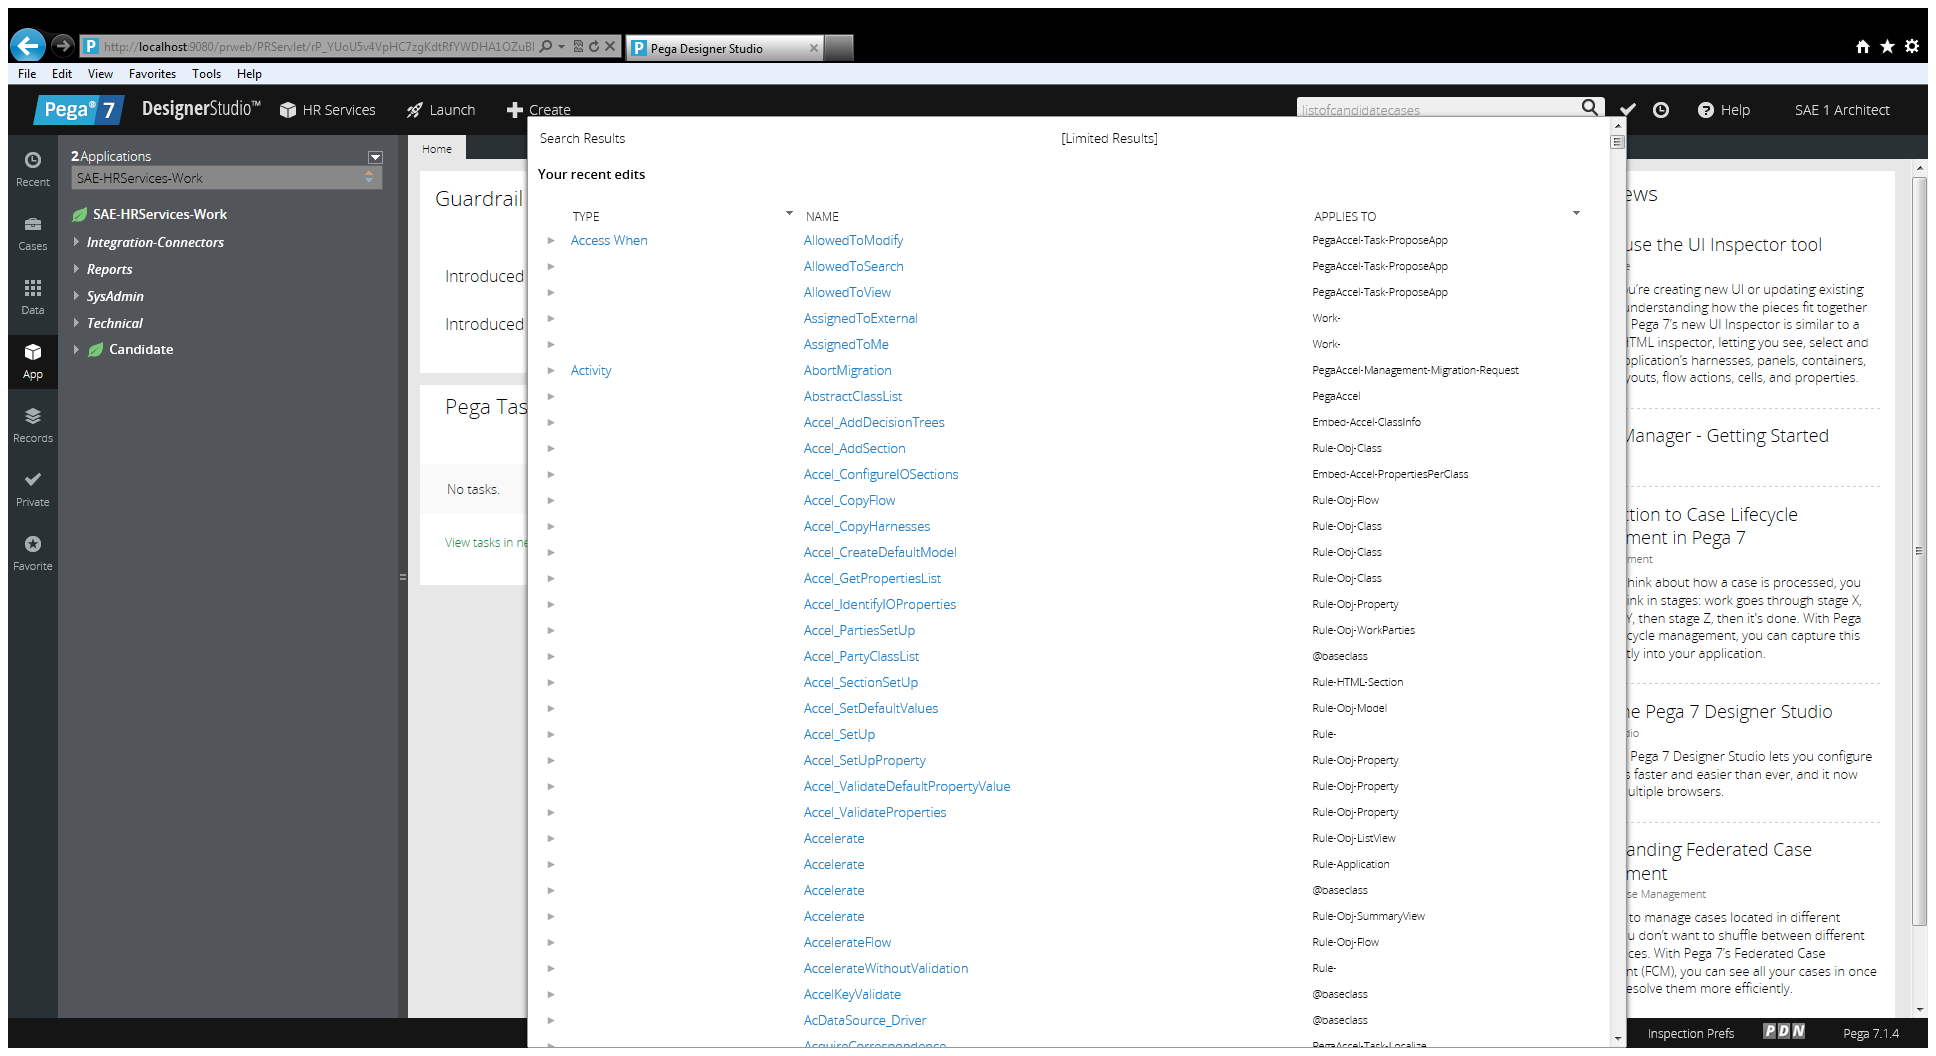 http://localhost:9080/prweb/PRServlet/rP_YUoU5v4VpHC7zgKdtRfYWDHA1OZuBl
Pega Designer Studio
File Edit View Favorites Tools Help
Pega® 7 DesignerStudio™ HR Services Launch Create
listofcandidatecases
Help
SAE 1 Architect
Recent
Cases
Data
App
Records
Private
Favorite
2 Applications
SAE-HRServices-Work
SAE-HRServices-Work
Integration-Connectors
Reports
SysAdmin
Technical
Candidate
Home
Guardrail
Introduced
Introduced
Pega Tas
No tasks.
View tasks in ne
Search Results [Limited Results]
Your recent edits
TYPE NAME APPLIES TO
Access When AllowedToModify PegaAccel-Task-ProposeApp
AllowedToSearch PegaAccel-Task-ProposeApp
AllowedToView PegaAccel-Task-ProposeApp
AssignedToExternal Work-
AssignedToMe Work-
Activity AbortMigration PegaAccel-Management-Migration-Request
AbstractClassList PegaAccel
Accel_AddDecisionTrees Embed-Accel-ClassInfo
Accel_AddSection Rule-Obj-Class
Accel_ConfigureIOSections Embed-Accel-PropertiesPerClass
Accel_CopyFlow Rule-Obj-Flow
Accel_CopyHarnesses Rule-Obj-Class
Accel_CreateDefaultModel Rule-Obj-Class
Accel_GetPropertiesList Rule-Obj-Class
Accel_IdentifyIOProperties Rule-Obj-Property
Accel_PartiesSetUp Rule-Obj-WorkParties
Accel_PartyClassList @baseclass
Accel_SectionSetUp Rule-HTML-Section
Accel_SetDefaultValues Rule-Obj-Model
Accel_SetUp Rule-
Accel_SetUpProperty Rule-Obj-Property
Accel_ValidateDefaultPropertyValue Rule-Obj-Property
Accel_ValidateProperties Rule-Obj-Property
Accelerate Rule-Obj-ListView
Accelerate Rule-Application
Accelerate @baseclass
Accelerate Rule-Obj-SummaryView
AccelerateFlow Rule-Obj-Flow
AccelerateWithoutValidation Rule-
AccelKeyValidate @baseclass
AcDataSource_Driver @baseclass
AcquireCorrespondence PegaAccel-Task-Localize
ews
use the UI Inspector tool
e
u're creating new UI or updating existing
understanding how the pieces fit together
Pega 7's new UI Inspector is similar to a
HTML inspector, letting you see, select and
pplication's harnesses, panels, containers,
youts, flow actions, cells, and properties.
Manager - Getting Started
ction to Case Lifecycle
ment in Pega 7
ment
hink about how a case is processed, you
ink in stages: work goes through stage X,
Y, then stage Z, then it's done. With Pega
cycle management, you can capture this
tly into your application.
he Pega 7 Designer Studio
dio
Pega 7 Designer Studio lets you configure
s faster and easier than ever, and it now
ultiple browsers.
anding Federated Case
ment
se Management
to manage cases located in different
u don't want to shuffle between different
ces. With Pega 7's Federated Case
nt (FCM), you can see all your cases in once
esolve them more efficiently.
Inspection Prefs PDN Pega 7.1.4